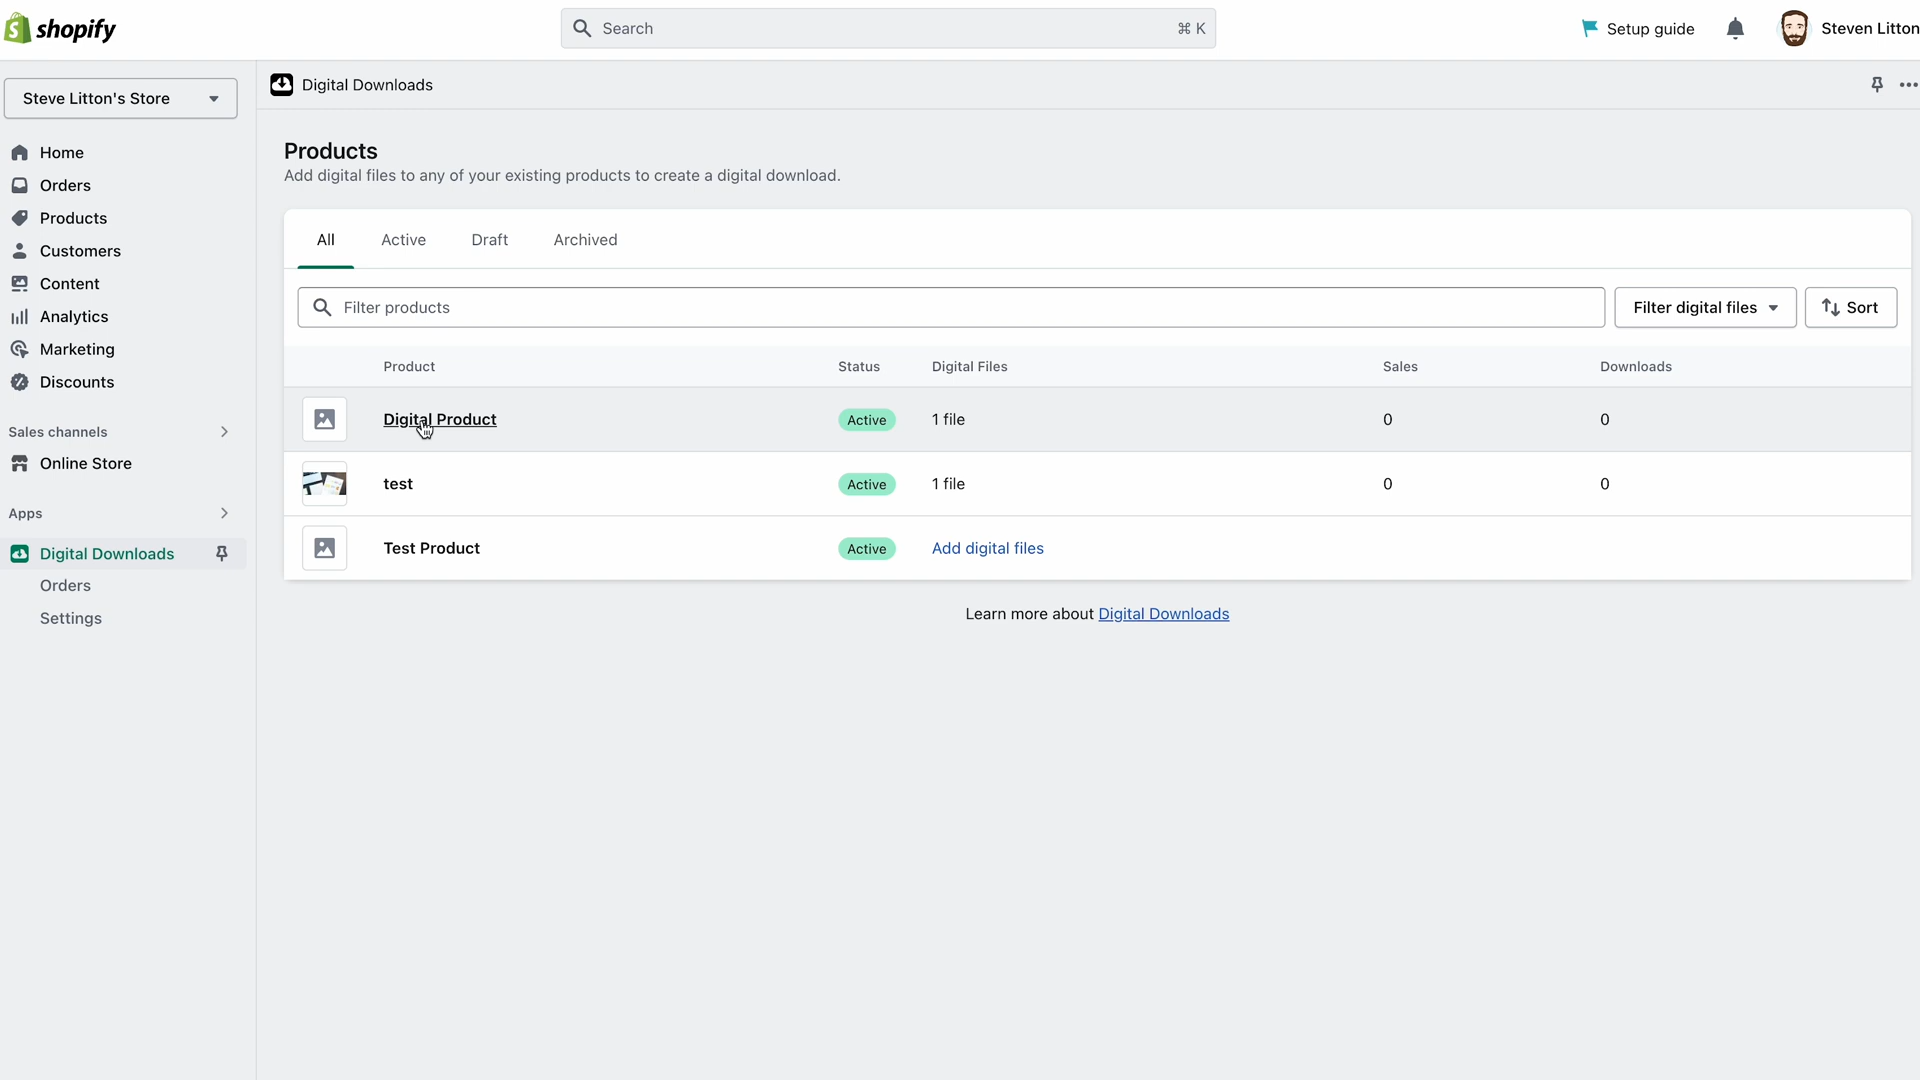 shopify
Search
⌘ K
Setup guide
Steven Litton
Steve Litton's Store
Digital Downloads
Home
Orders
Products
Customers
Content
Analytics
Marketing
Discounts
Sales channels
Online Store
Apps
Digital Downloads
Orders
Settings
Products
Add digital files to any of your existing products to create a digital download.
All Active Draft Archived
Filter products
Filter digital files
Sort
Product Status Digital Files Sales Downloads
Digital Product Active 1 file 0 0
test Active 1 file 0 0
Test Product Active Add digital files
Learn more about Digital Downloads